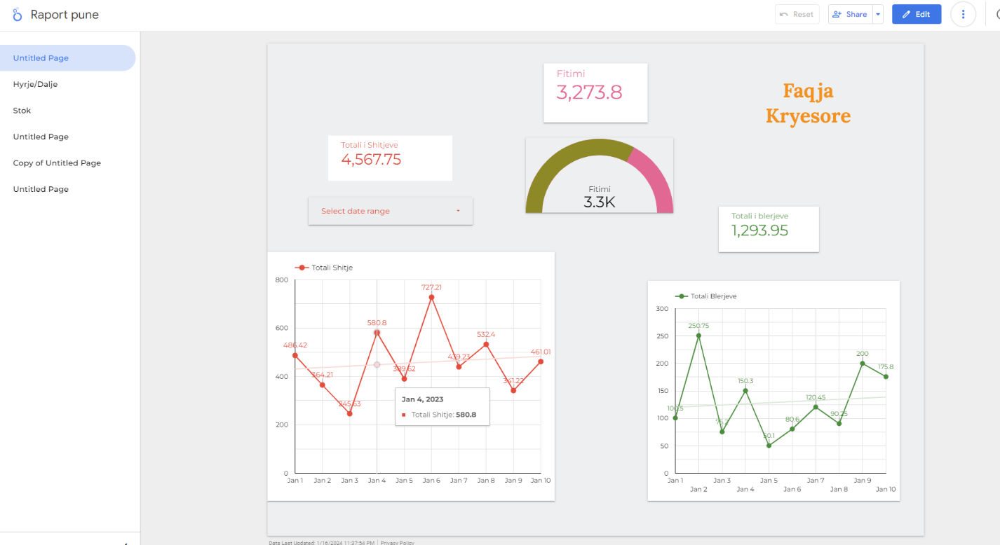 Raport pune
Reset
Share
Edit
Untitled Page
Hyrje/Dalje
Stok
Untitled Page
Copy of Untitled Page
Untitled Page
Fitimi
3,273.8
Faqja
Kryesore
Totali i Shitjeve
4,567.75
Select date range
Fitimi
3.3K
Totali i blerjeve
1,293.95
Totali Shitje
800
600
400
200
0
486.42
364.21
245.63
580.8
389.62
727.21
439.23
532.4
341.22
461.01
Jan 4, 2023
Totali Shitje: 580.8
Jan 1 Jan 2 Jan 3 Jan 4 Jan 5 Jan 6 Jan 7 Jan 8 Jan 9 Jan 10
Totali Blerjeve
300
250
200
150
100
50
0
100.5
250.75
150.3
50.1
80.6
120.45
90.25
200
175.8
Jan 1 Jan 3 Jan 5 Jan 7 Jan 9
Jan 2 Jan 4 Jan 6 Jan 8 Jan 10
Data Last Updated: 1/16/2024 11:37:54 PM | Privacy Policy